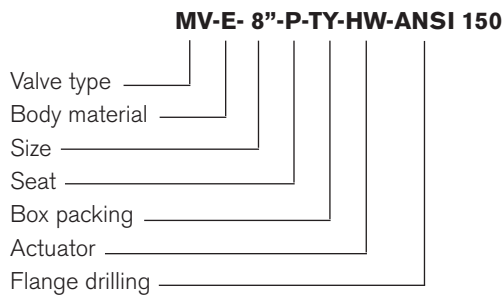 MV-E- 8”-P-TY-HW-ANSI 150
Valve type
Body material
Size
Seat
Box packing
Actuator
Flange drilling